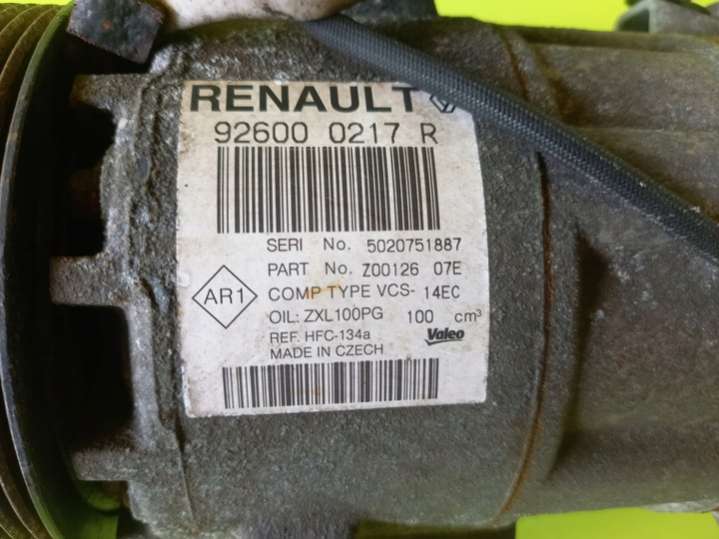 RENAULT
92600 0217 R
SERI No. 5020751887
PART No. Z00126 07E
AR1
COMP TYPE VCS- 14EC
OIL: ZXL100PG 100 cm³
REF. HFC-134a
Valeo
MADE IN CZECH